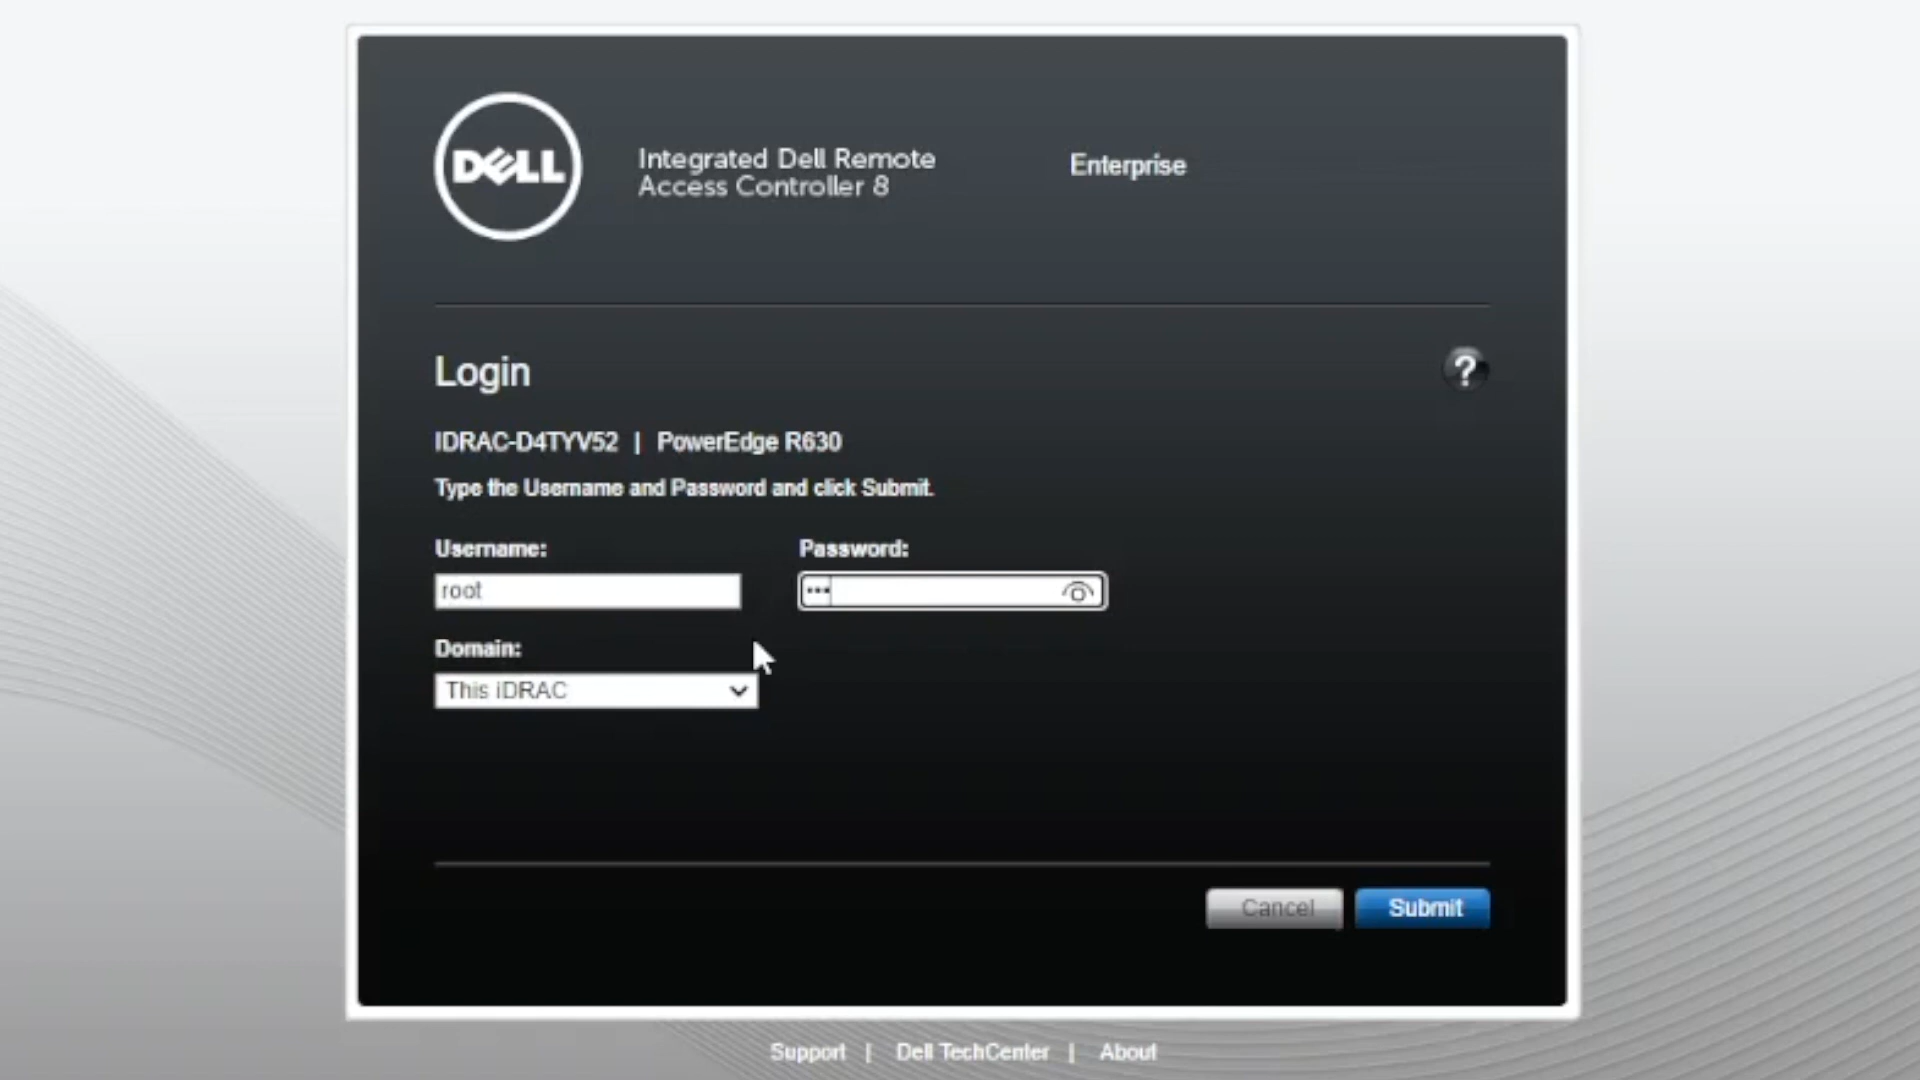 DELL
Integrated Dell Remote
Access Controller 8
Enterprise
Login
?
IDRAC-D4TYV52 | PowerEdge R630
Type the Username and Password and click Submit.
Username:
Password:
root
•••
Domain:
This iDRAC
Cancel
Submit
Support | Dell TechCenter | About